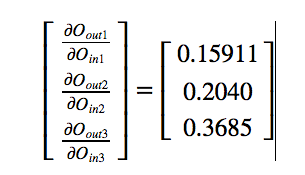 [ ∂O_out1/∂O_in1 ] = [ 0.15911 ]
[ ∂O_out2/∂O_in2 ] = [ 0.2040 ]
[ ∂O_out3/∂O_in3 ] = [ 0.3685 ]